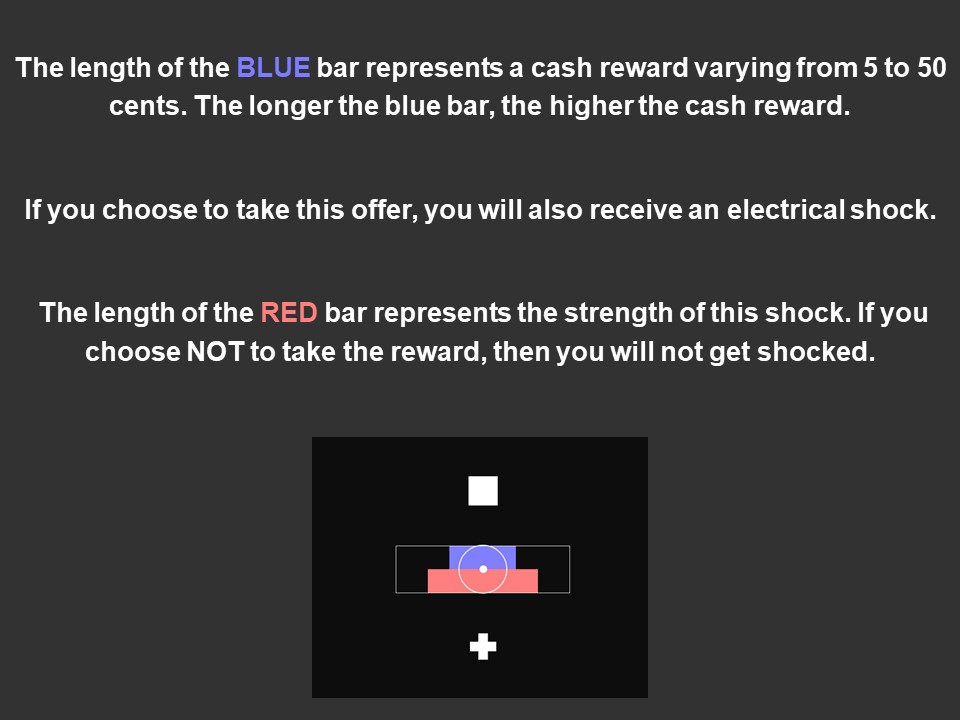 The length of the BLUE bar represents a cash reward varying from 5 to 50
cents. The longer the blue bar, the higher the cash reward.
If you choose to take this offer, you will also receive an electrical shock.
The length of the RED bar represents the strength of this shock. If you
choose NOT to take the reward, then you will not get shocked.